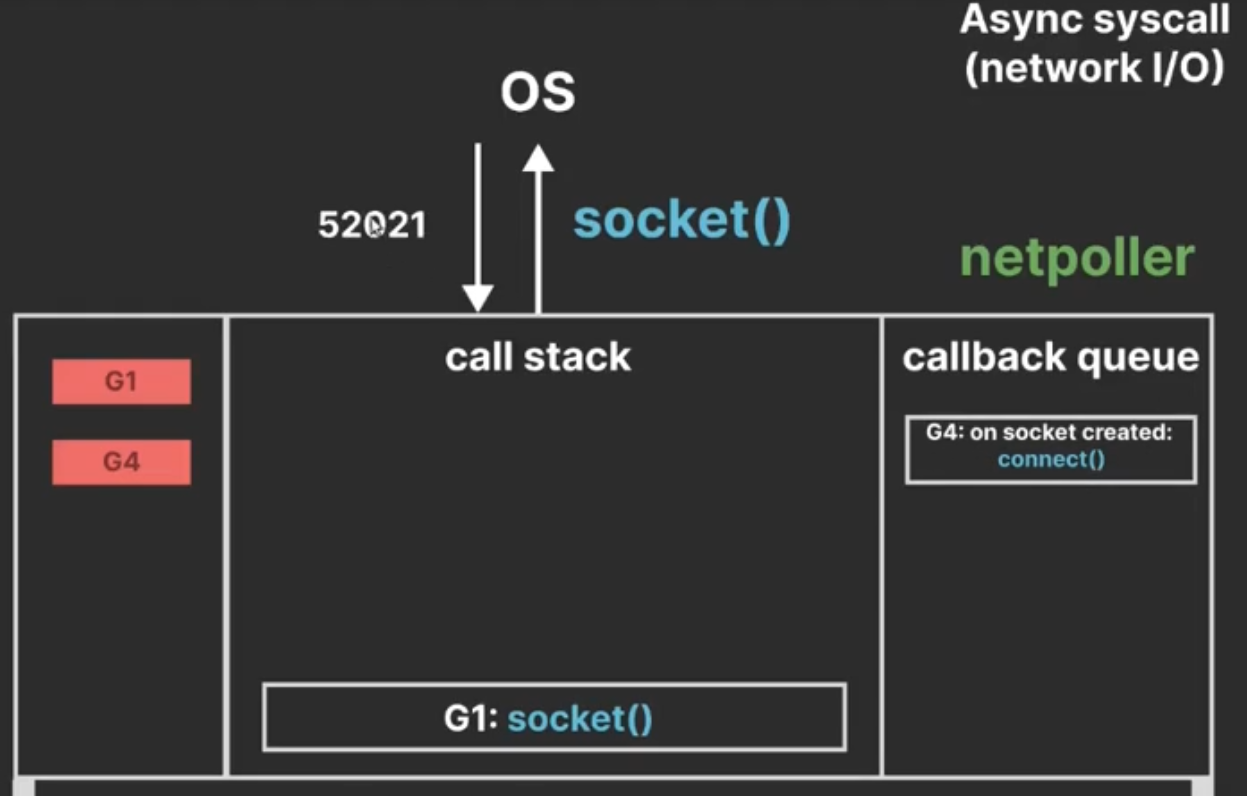 Async syscall
(network I/O)
OS
52021
socket()
netpoller
G1
G4
call stack
G1: socket()
callback queue
G4: on socket created:
connect()